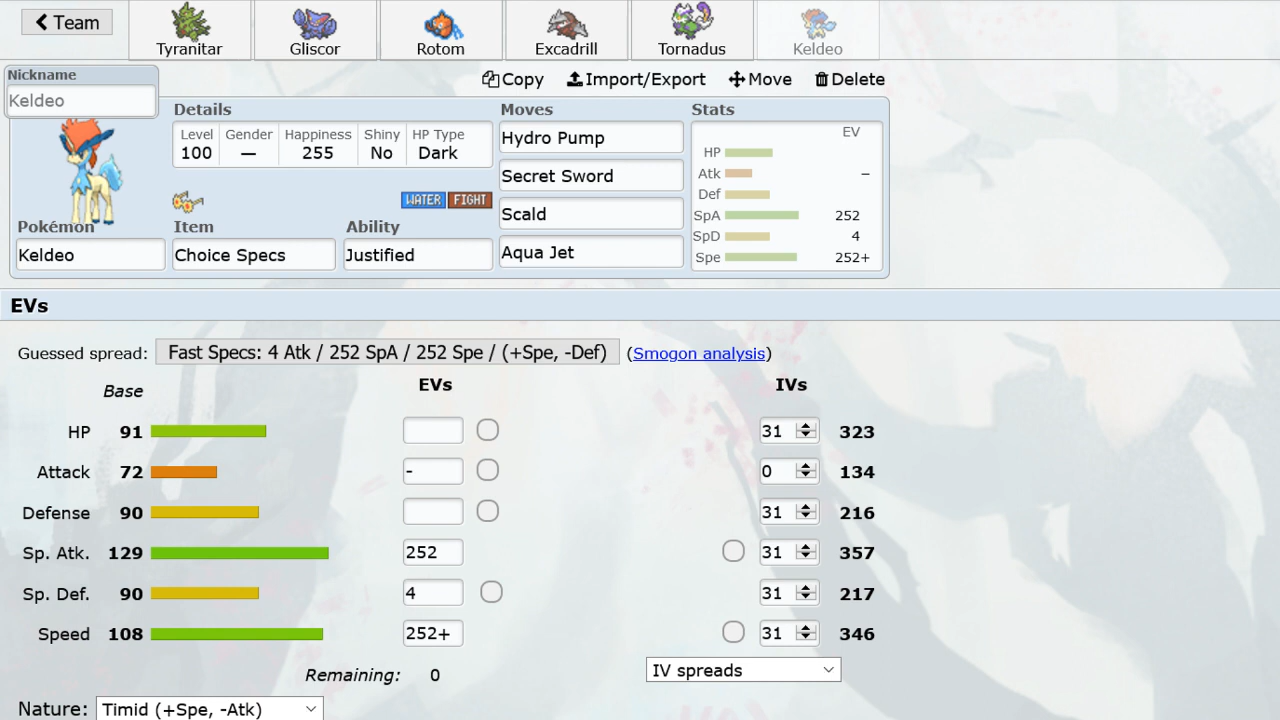 Team
Tyranitar
Gliscor
Rotom
Excadrill
Tornadus
Keldeo
Nickname
Keldeo
Copy
Import/Export
Move
Delete
Details
Moves
Stats
Level Gender Happiness Shiny HP Type
100 — 255 No Dark
WATER FIGHT
Pokémon
Item
Ability
Keldeo
Choice Specs
Justified
Hydro Pump
Secret Sword
Scald
Aqua Jet
EV
HP
Atk –
Def
SpA 252
SpD 4
Spe 252+
EVs
Guessed spread: Fast Specs: 4 Atk / 252 SpA / 252 Spe / (+Spe, -Def) (Smogon analysis)
Base EVs IVs
HP 91 31 323
Attack 72 - 0 134
Defense 90 31 216
Sp. Atk. 129 252 31 357
Sp. Def. 90 4 31 217
Speed 108 252+ 31 346
Remaining: 0 IV spreads
Nature: Timid (+Spe, -Atk)